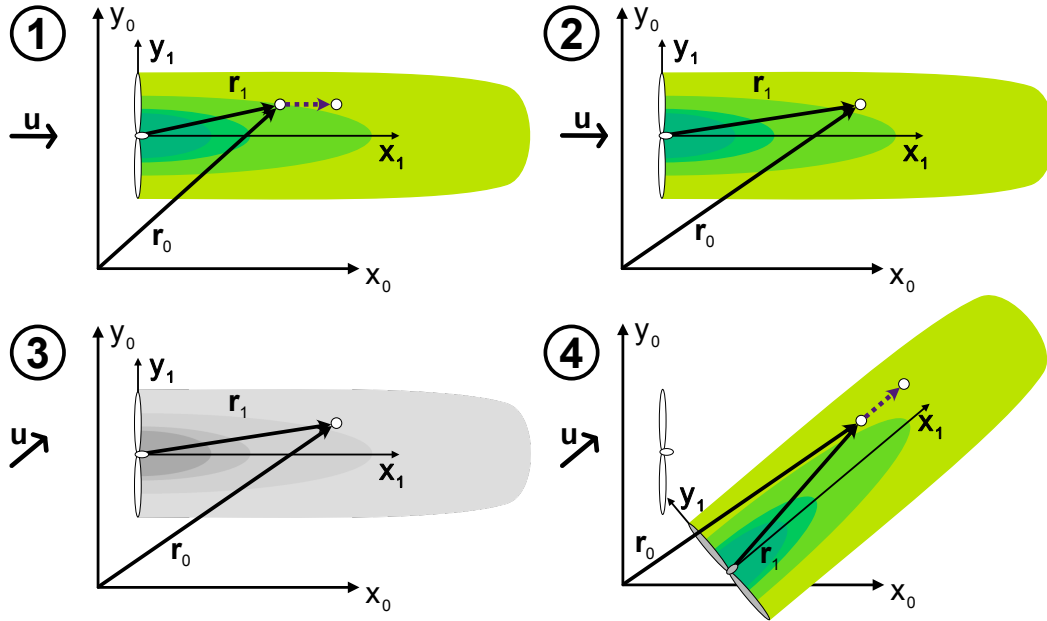 1
y₀
y₁
r₁
u
x₁
r₀
x₀
2
y₀
y₁
r₁
u
x₁
r₀
x₀
3
y₀
y₁
r₁
u
x₁
r₀
x₀
4
y₀
u
x₁
y₁
r₀
r₁
x₀